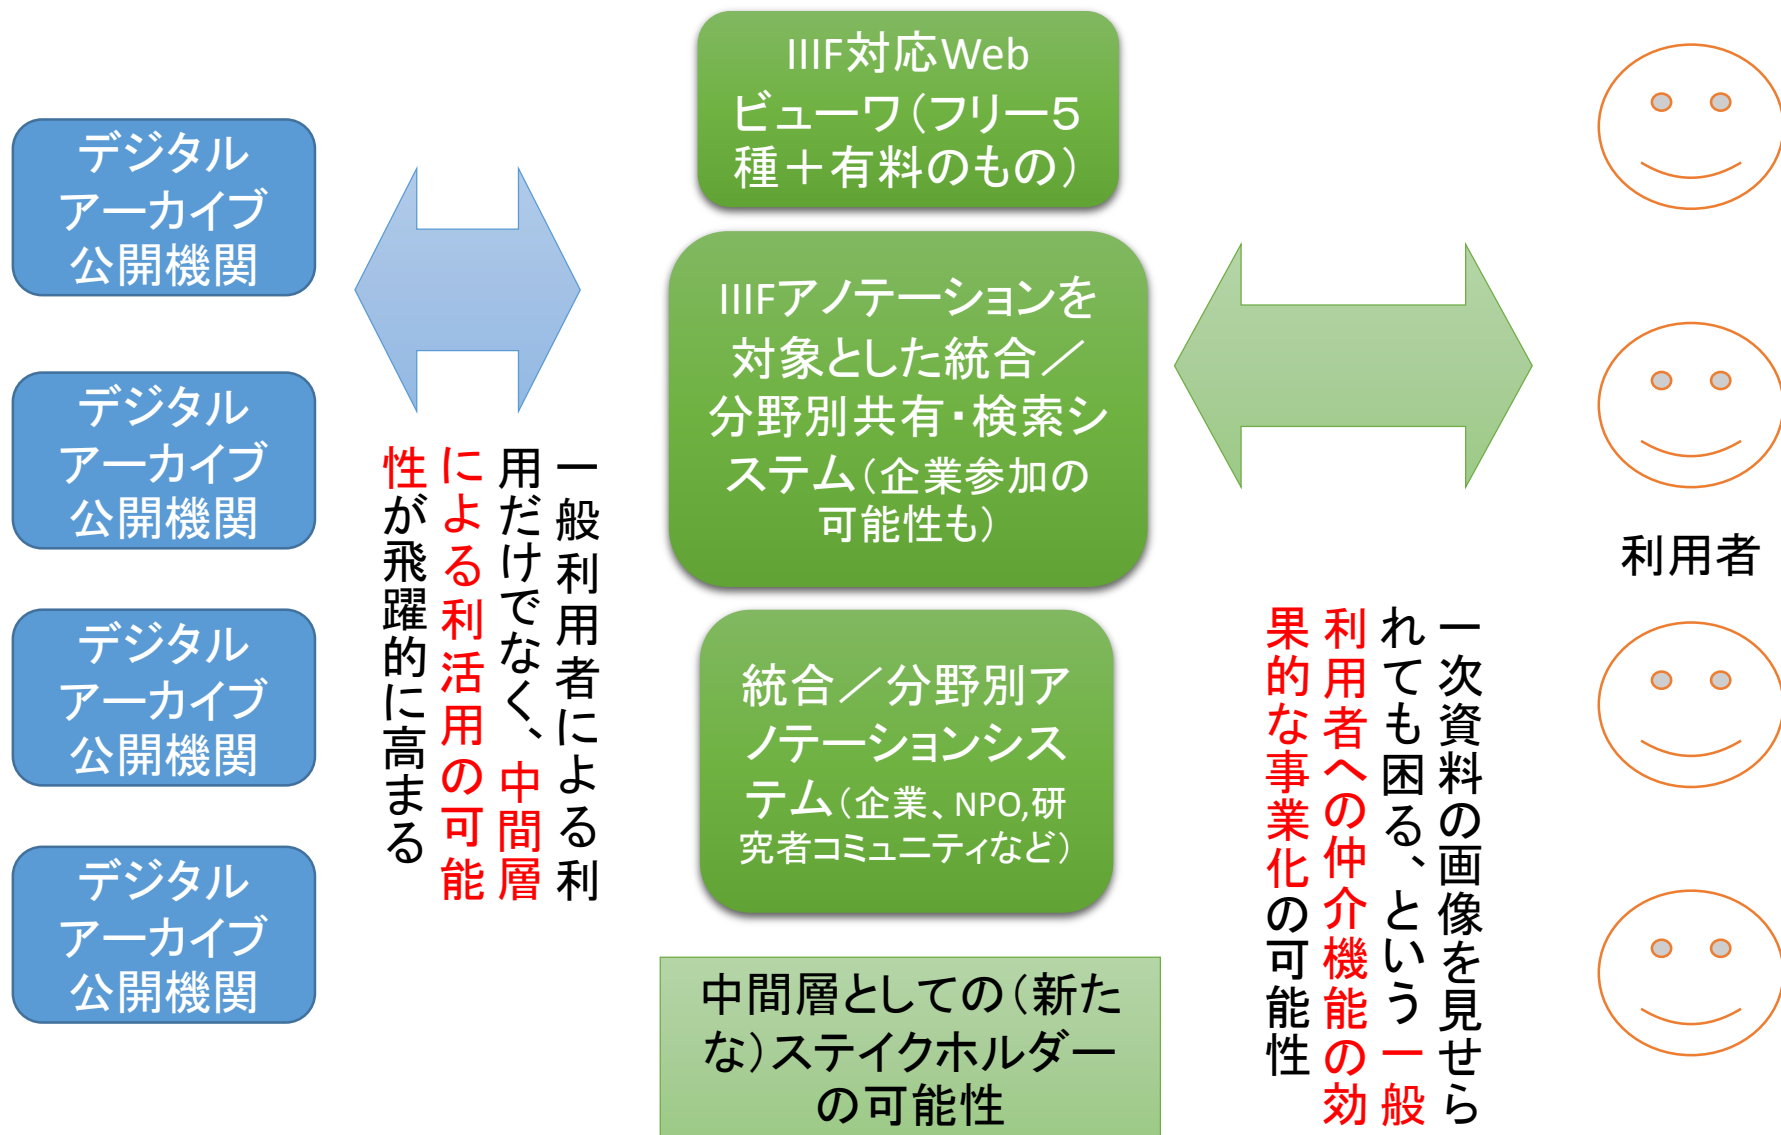 デジタル
アーカイブ
公開機関
デジタル
アーカイブ
公開機関
デジタル
アーカイブ
公開機関
デジタル
アーカイブ
公開機関
一般利用者による利
用だけでなく、中間層
による利活用の可能
性が飛躍的に高まる
IIIF対応Web
ビューワ(フリー5
種+有料のもの)
IIIFアノテーションを
対象とした統合/
分野別共有・検索シ
ステム(企業参加の
可能性も)
統合/分野別ア
ノテーションシス
テム(企業、NPO,研
究者コミュニティなど)
中間層としての(新た
な)ステイクホルダー
の可能性
一次資料の画像を見せら
れても困る、という一般
利用者への仲介機能の効
果的な事業化の可能性
利用者